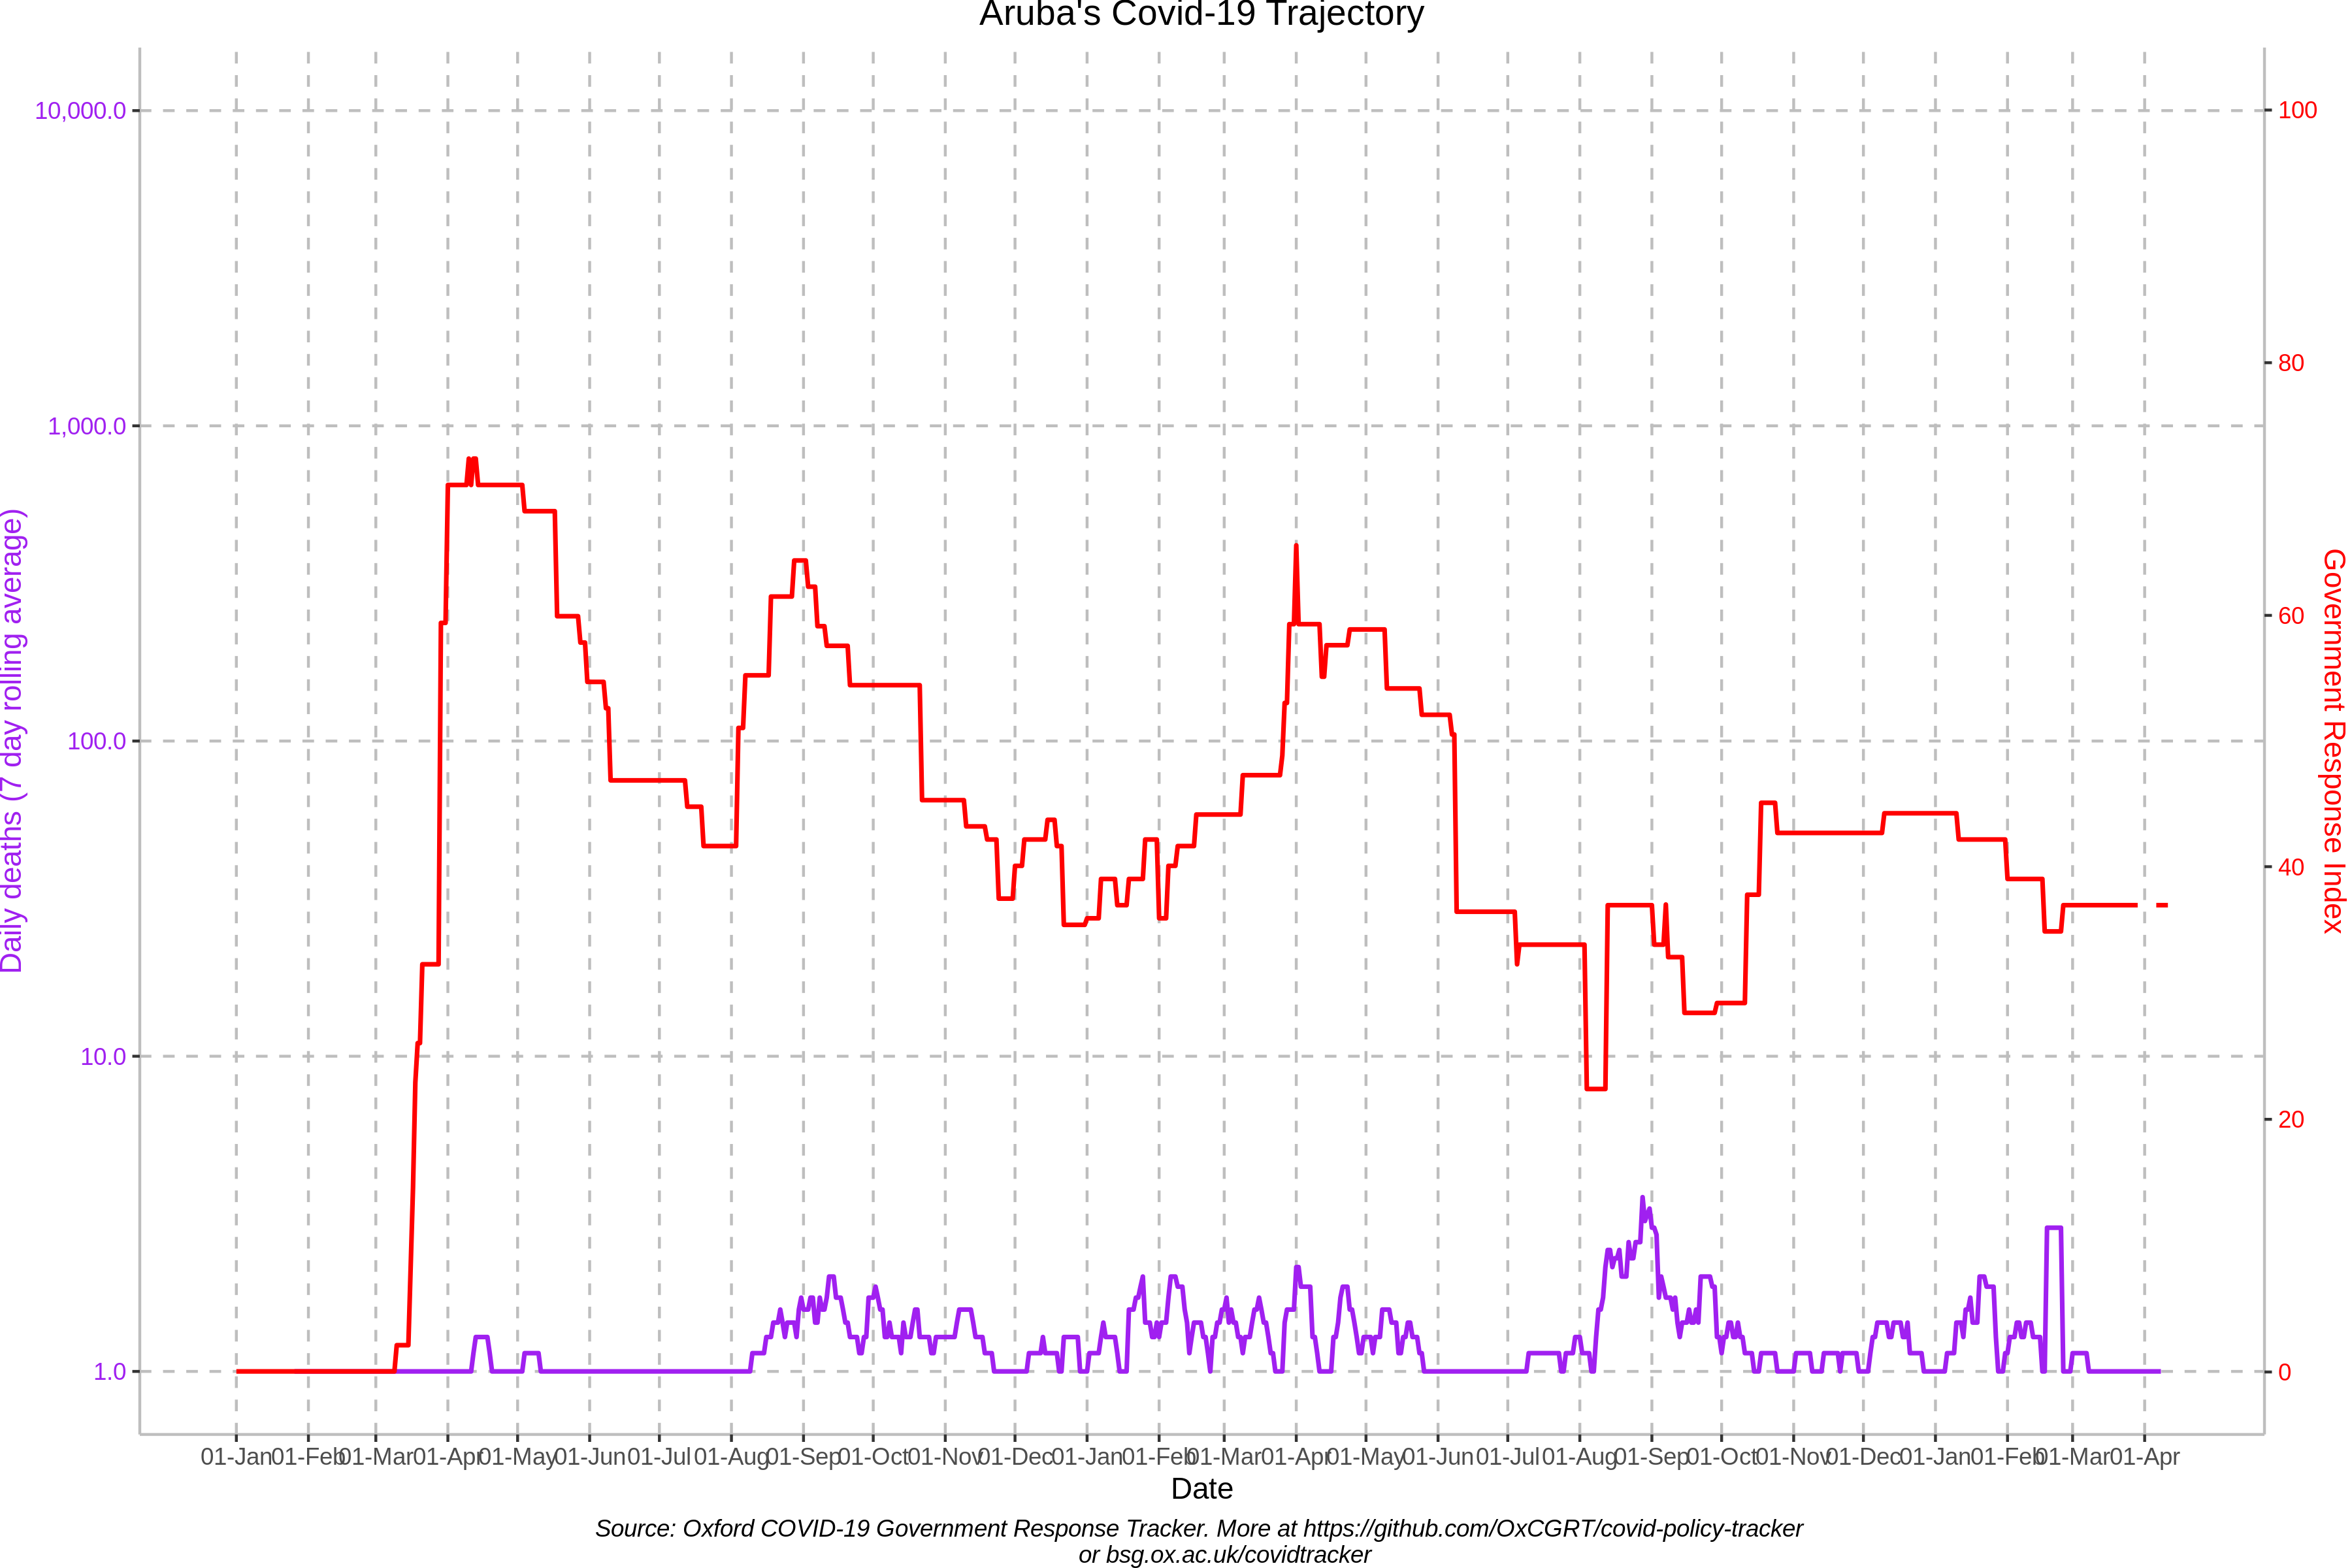 Aruba's Covid-19 Trajectory
10,000.0
1,000.0
100.0
10.0
1.0
Daily deaths (7 day rolling average)
100
80
60
40
20
0
Government Response Index
01-Jan 01-Feb 01-Mar 01-Apr 01-May 01-Jun 01-Jul 01-Aug 01-Sep 01-Oct 01-Nov 01-Dec 01-Jan 01-Feb 01-Mar 01-Apr 01-May 01-Jun 01-Jul 01-Aug 01-Sep 01-Oct 01-Nov 01-Dec 01-Jan 01-Feb 01-Mar 01-Apr
Date
Source: Oxford COVID-19 Government Response Tracker. More at https://github.com/OxCGRT/covid-policy-tracker
or bsg.ox.ac.uk/covidtracker